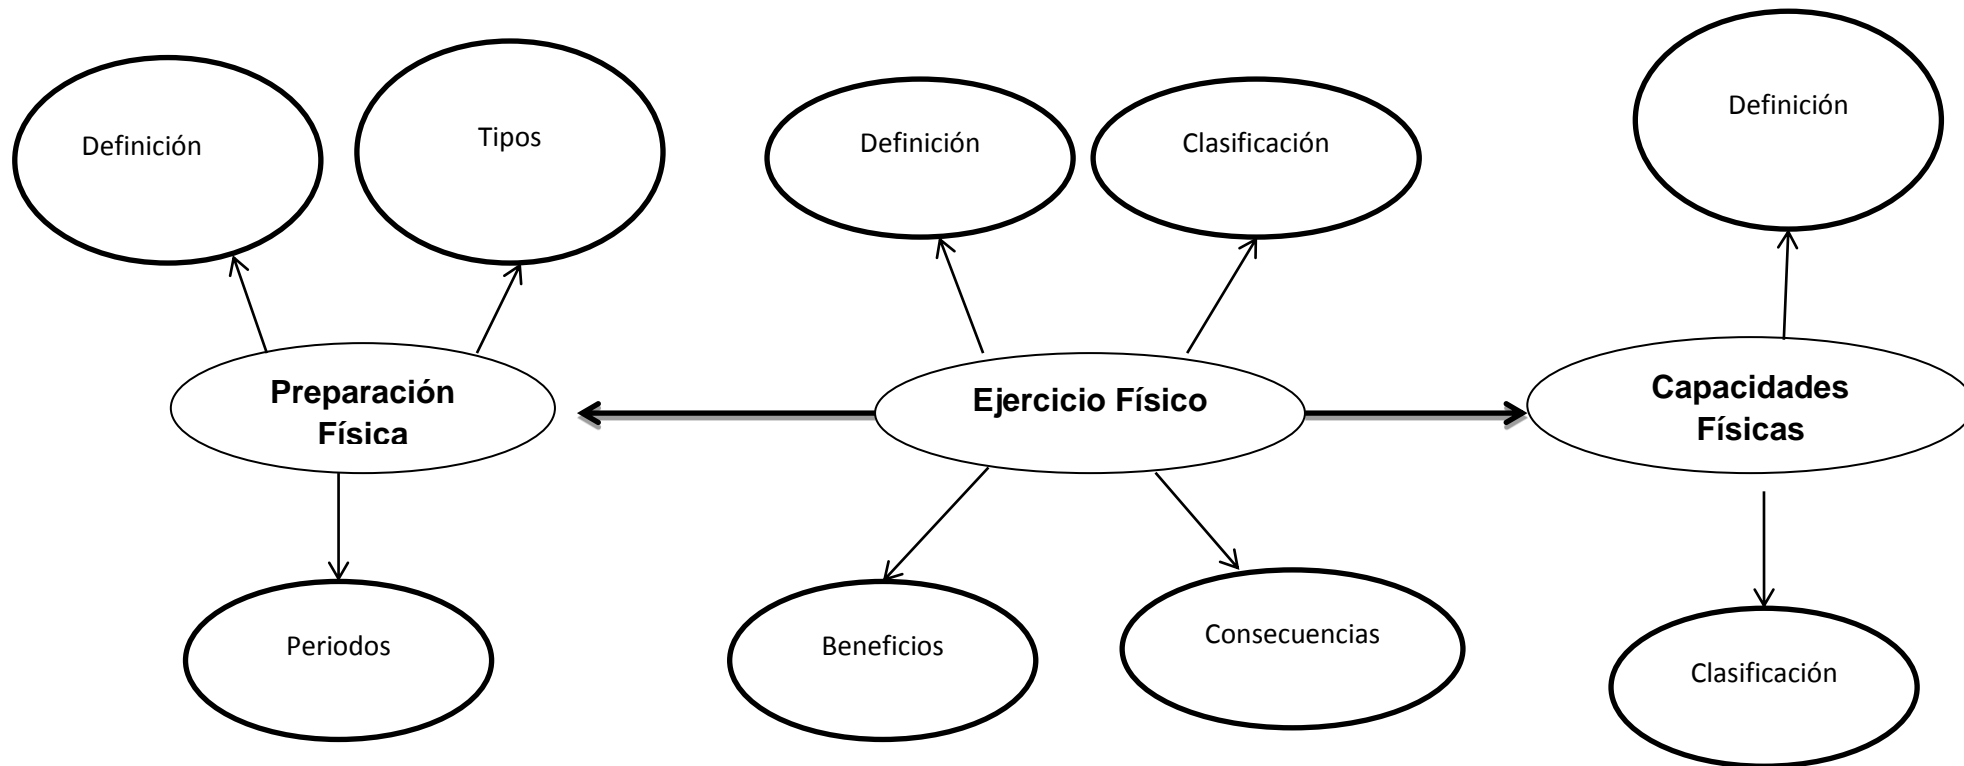 Definición
Tipos
Definición
Clasificación
Definición
Preparación
Física
Ejercicio Físico
Capacidades
Físicas
Periodos
Beneficios
Consecuencias
Clasificación